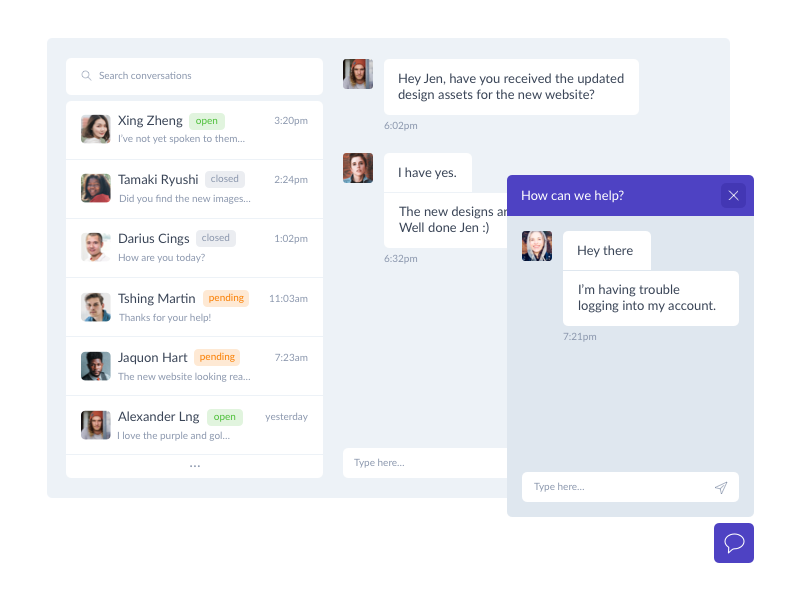 Search conversations
Xing Zheng open 3:20pm
I've not yet spoken to them...
Tamaki Ryushi closed 2:24pm
Did you find the new images...
Darius Cings closed 1:02pm
How are you today?
Tshing Martin pending 11:03am
Thanks for your help!
Jaquon Hart pending 7:23am
The new website looking rea...
Alexander Lng open yesterday
I love the purple and gol...
...
Hey Jen, have you received the updated
design assets for the new website?
6:02pm
I have yes.
The new designs
Well done Jen :)
6:32pm
Type here...
How can we help?
Hey there
I'm having trouble
logging into my account.
7:21pm
Type here...